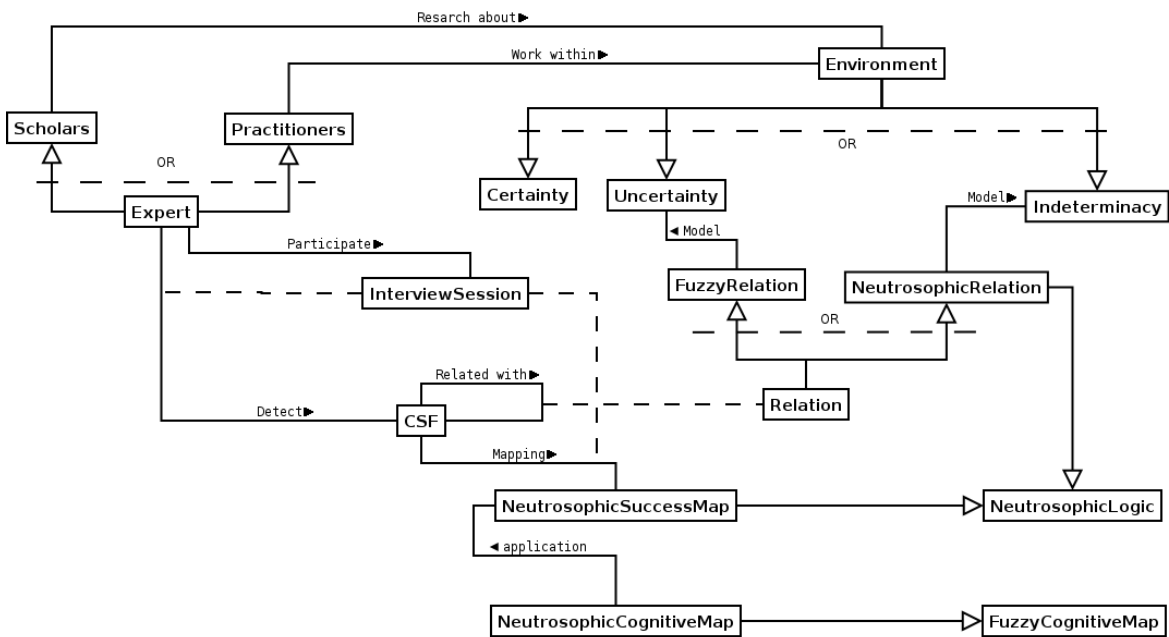 Resarch about
Work within
Environment
Scholars
Practitioners
OR
OR
Certainty
Uncertainty
Model
Indeterminacy
Expert
Model
Participate
FuzzyRelation
NeutrosophicRelation
InterviewSession
OR
Related with
Relation
Detect
CSF
Mapping
NeutrosophicSuccessMap
NeutrosophicLogic
application
NeutrosophicCognitiveMap
FuzzyCognitiveMap